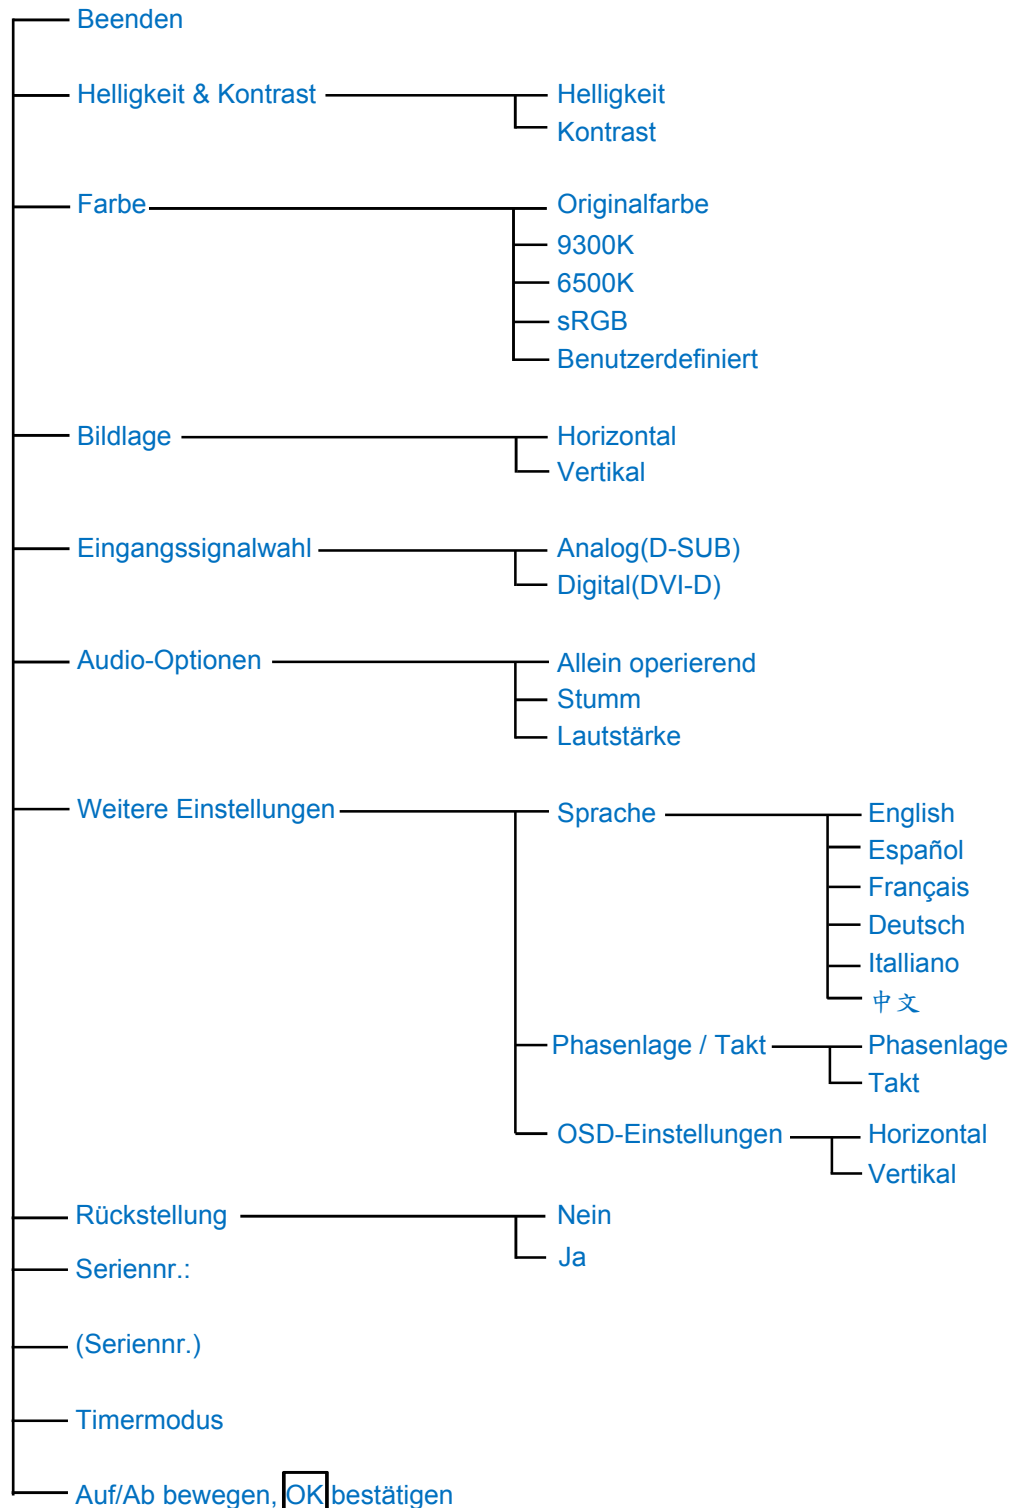 Beenden
Helligkeit & Kontrast
Helligkeit
Kontrast
Farbe
Originalfarbe
9300K
6500K
sRGB
Benutzerdefiniert
Bildlage
Horizontal
Vertikal
Eingangssignalwahl
Analog(D-SUB)
Digital(DVI-D)
Audio-Optionen
Allein operierend
Stumm
Lautstärke
Weitere Einstellungen
Sprache
English
Español
Français
Deutsch
Italliano
中文
Phasenlage / Takt
Phasenlage
Takt
OSD-Einstellungen
Horizontal
Vertikal
Rückstellung
Nein
Ja
Seriennr.:
(Seriennr.)
Timermodus
Auf/Ab bewegen, OK bestätigen